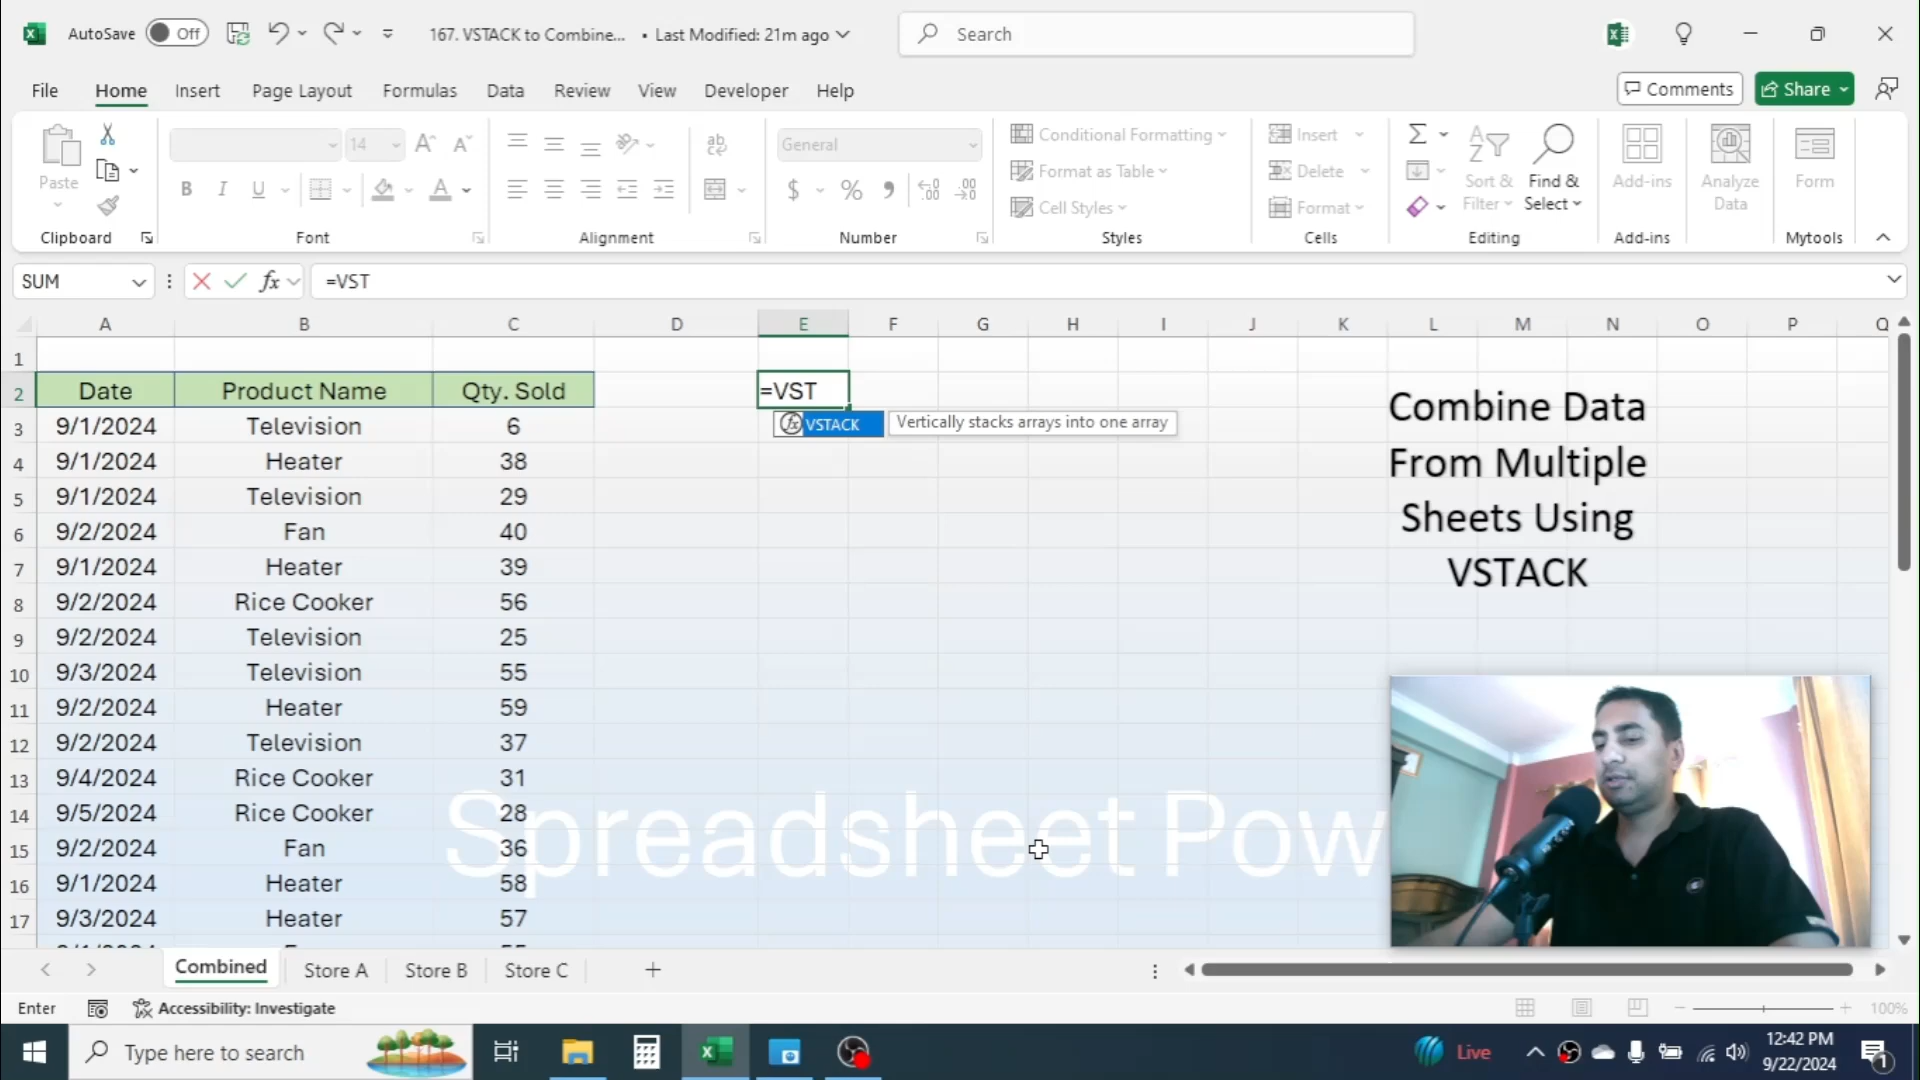 AutoSave Off 167. VSTACK to Combine... • Last Modified: 21m ago Search
File Home Insert Page Layout Formulas Data Review View Developer Help Comments Share
Paste
14
General
Conditional Formatting
Format as Table
Cell Styles
Insert
Delete
Format
Sort & Filter
Find & Select
Add-ins
Analyze Data
Form
Clipboard Font Alignment Number Styles Cells Editing Add-ins Mytools
SUM fx =VST
A B C D E F G H I J K L M N O P Q
1
2 Date Product Name Qty. Sold =VST
3 9/1/2024 Television 6
VSTACK Vertically stacks arrays into one array
4 9/1/2024 Heater 38
5 9/1/2024 Television 29
6 9/2/2024 Fan 40
7 9/1/2024 Heater 39
8 9/2/2024 Rice Cooker 56
9 9/2/2024 Television 25
10 9/3/2024 Television 55
11 9/2/2024 Heater 59
12 9/2/2024 Television 37
13 9/4/2024 Rice Cooker 31
14 9/5/2024 Rice Cooker 28
15 9/2/2024 Fan 36
16 9/1/2024 Heater 58
17 9/3/2024 Heater 57
Combine Data
From Multiple
Sheets Using
VSTACK
Spreadsheet Pow
Combined Store A Store B Store C
Enter Accessibility: Investigate 100%
Type here to search Live 12:42 PM
9/22/2024 1